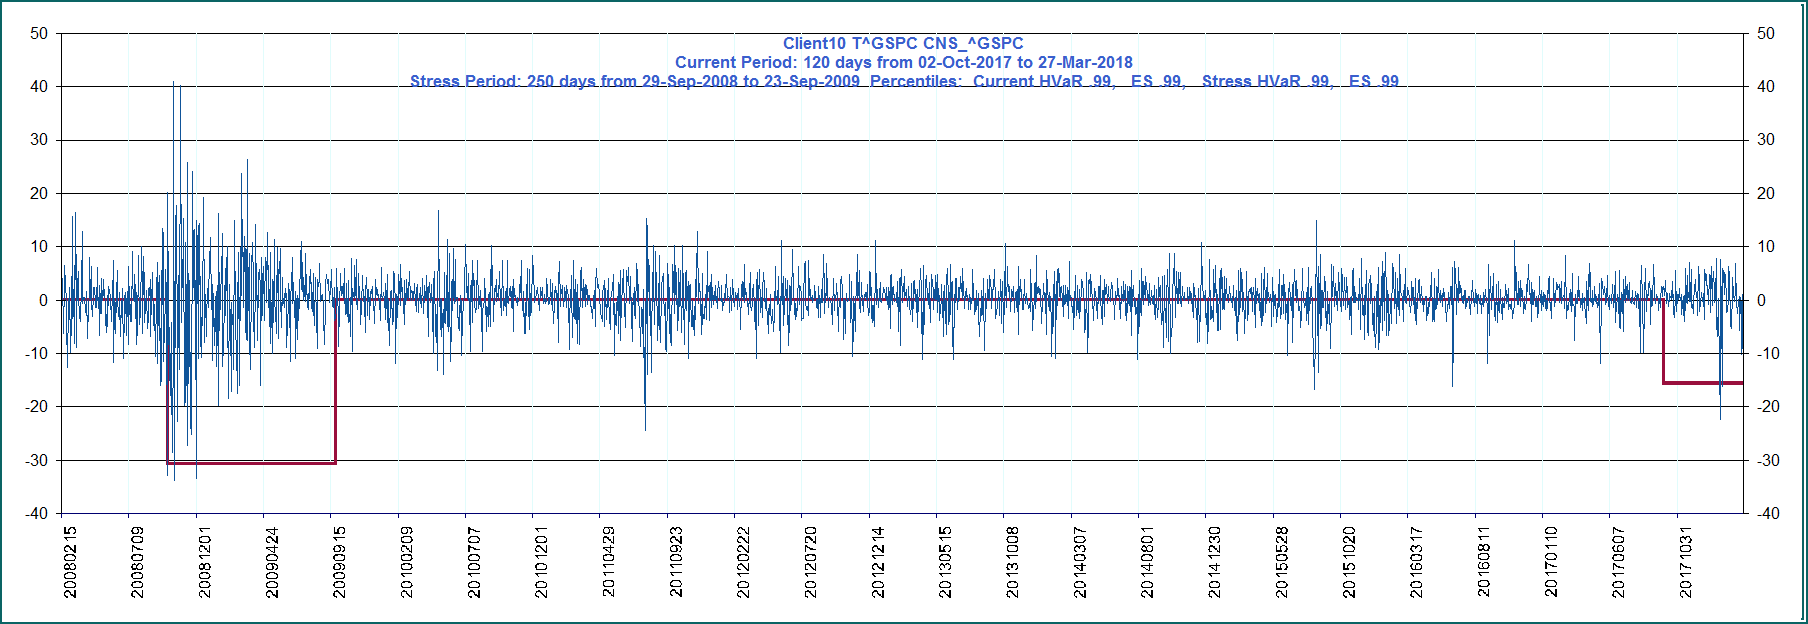 Client10 T^GSPC CNS_^GSPC
Current Period: 120 days from 02-Oct-2017 to 27-Mar-2018
Stress Period: 250 days from 29-Sep-2008 to 23-Sep-2009 Percentiles: Current HVaR .99, ES .99, Stress HVaR .99, ES .99
50 50
40 40
30 30
20 20
10 10
0 0
-10 -10
-20 -20
-30 -30
-40 -40
20080215 20080709 20081201 20090424 20090915 20100209 20100707 20101201 20110429 20110923 20120222 20120720 20121214 20130515 20131008 20140307 20140801 20141230 20150528 20151020 20160317 20160811 20170110 20170607 20171031